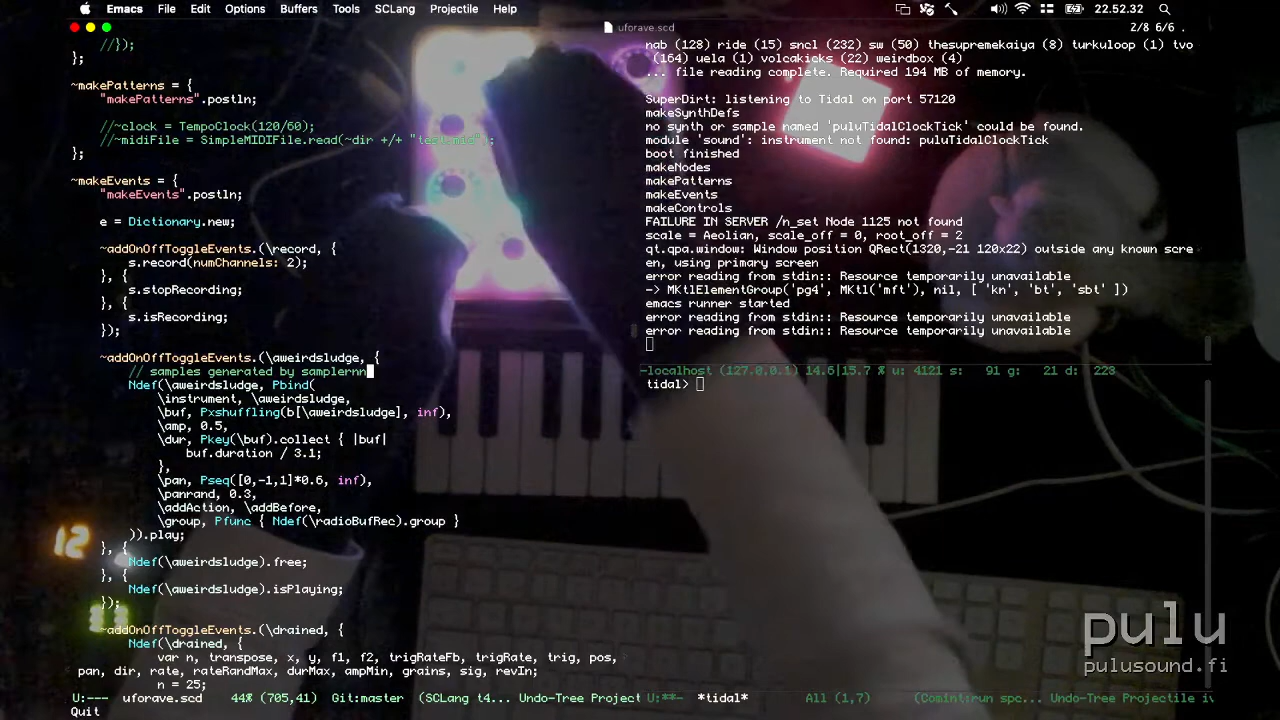 Emacs File Edit Options Buffers Tools SCLang Projectile Help 22.52.32
uforave.scd 2/8 6/6 .
//});
};
~makePatterns = {
"makePatterns".postln;
//~clock = TempoClock(120/60);
//~midiFile = SimpleMIDIFile.read(~dir +/+ "test.mid");
};
~makeEvents = {
"makeEvents".postln;
e = Dictionary.new;
~addOnOffToggleEvents.(\record, {
s.record(numChannels: 2);
}, {
s.stopRecording;
}, {
s.isRecording;
});
~addOnOffToggleEvents.(\aweirdsludge, {
// samples generated by samplernn
Ndef(\aweirdsludge, Pbind(
\instrument, \aweirdsludge,
\buf, Pxshuffling(b[\aweirdsludge], inf),
\amp, 0.5,
\dur, Pkey(\buf).collect { |buf|
buf.duration / 3.1;
},
\pan, Pseq([0,-1,1]*0.6, inf),
\panrand, 0.3,
\addAction, \addBefore,
\group, Pfunc { Ndef(\radioBufRec).group }
)).play;
}, {
Ndef(\aweirdsludge).free;
}, {
Ndef(\aweirdsludge).isPlaying;
});
~addOnOffToggleEvents.(\drained, {
Ndef(\drained, {
var n, transpose, x, y, f1, f2, trigRateFb, trigRate, trig, pos,
pan, dir, rate, rateRandMax, durMax, ampMin, grains, sig, revIn;
n = 25;
U:--- uforave.scd 44% (705,41) Git:master (SCLang t4... Undo-Tree Project
Quit
nab (128) ride (15) sncl (232) sw (50) thesupremekaiya (8) turkuloop (1) tvo
(164) uela (1) volcakicks (22) weirdbox (4)
... file reading complete. Required 194 MB of memory.
SuperDirt: listening to Tidal on port 57120
makeSynthDefs
no synth or sample named 'puluTidalClockTick' could be found.
module 'sound': instrument not found: puluTidalClockTick
boot finished
makeNodes
makePatterns
makeEvents
makeControls
FAILURE IN SERVER /n_set Node 1125 not found
scale = Aeolian, scale_off = 0, root_off = 2
qt.qpa.window: Window position QRect(1320,-21 120x22) outside any known scre
en, using primary screen
error reading from stdin:: Resource temporarily unavailable
-> MKtlElementGroup('pg4', MKtl('mft'), nil, [ 'kn', 'bt', 'sbt' ])
emacs runner started
error reading from stdin:: Resource temporarily unavailable
error reading from stdin:: Resource temporarily unavailable
-localhost (127.0.0.1) 14.6|15.7 % u: 4121 s: 91 g: 21 d: 223
tidal>
U:**- *tidal* All (1,7) (Comint:run spc... Undo-Tree Projectile iv
12
11
pulu
pulusound.fi